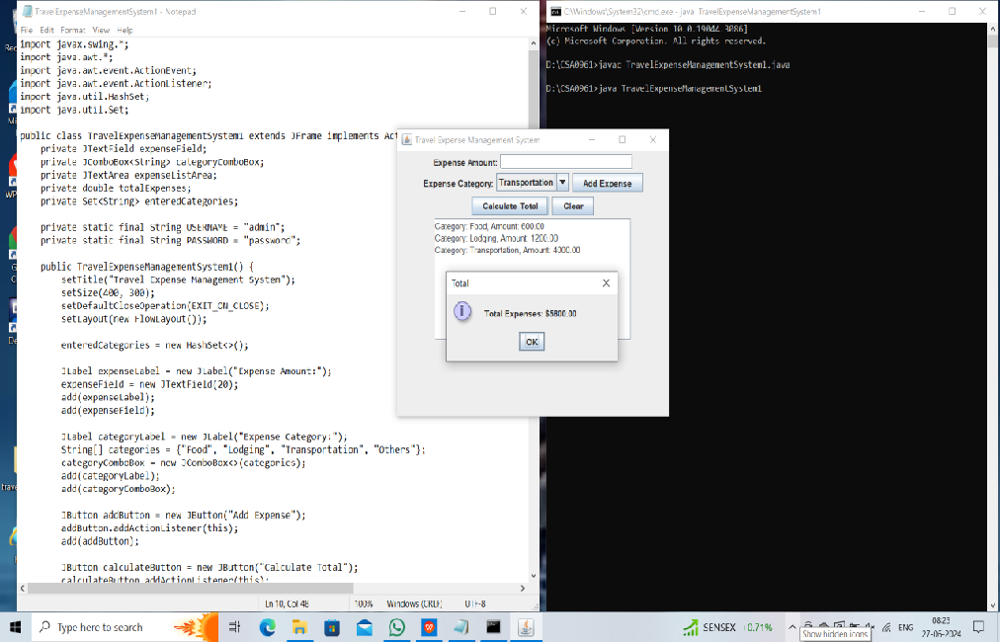 TravelExpenseManagementSystem1 - Notepad
File Edit Format View Help
import javax.swing.*;
import java.awt.*;
import java.awt.event.ActionEvent;
import java.awt.event.ActionListener;
import java.util.HashSet;
import java.util.Set;
public class TravelExpenseManagementSystem1 extends JFrame implements Act
private JTextField expenseField;
private JComboBox<String> categoryComboBox;
private JTextArea expenseListArea;
private double totalExpenses;
private Set<String> enteredCategories;
private static final String USERNAME = "admin";
private static final String PASSWORD = "password";
public TravelExpenseManagementSystem1() {
setTitle("Travel Expense Management System");
setSize(400, 300);
setDefaultCloseOperation(EXIT_ON_CLOSE);
setLayout(new FlowLayout());
enteredCategories = new HashSet<>();
JLabel expenseLabel = new JLabel("Expense Amount:");
expenseField = new JTextField(20);
add(expenseLabel);
add(expenseField);
JLabel categoryLabel = new JLabel("Expense Category:");
String[] categories = {"Food", "Lodging", "Transportation", "Others"};
categoryComboBox = new JComboBox<>(categories);
add(categoryLabel);
add(categoryComboBox);
JButton addButton = new JButton("Add Expense");
addButton.addActionListener(this);
add(addButton);
JButton calculateButton = new JButton("Calculate Total");
calculateButton.addActionListener(this);
Ln 10, Col 48 100% Windows (CRLF) UTF-8
C:\Windows\System32\cmd.exe - java TravelExpenseManagementSystem1
Microsoft Windows [Version 10.0.19044.3086]
(c) Microsoft Corporation. All rights reserved.
D:\CSA0961>javac TravelExpenseManagementSystem1.java
D:\CSA0961>java TravelExpenseManagementSystem1
Travel Expense Management System
Expense Amount:
Expense Category: Transportation Add Expense
Calculate Total Clear
Category: Food, Amount: 600.00
Category: Lodging, Amount: 1200.00
Category: Transportation, Amount: 4000.00
Total
Total Expenses: $5800.00
OK
Type here to search
SENSEX +0.71%
ENG
08:23
27-06-2024
Show hidden icons